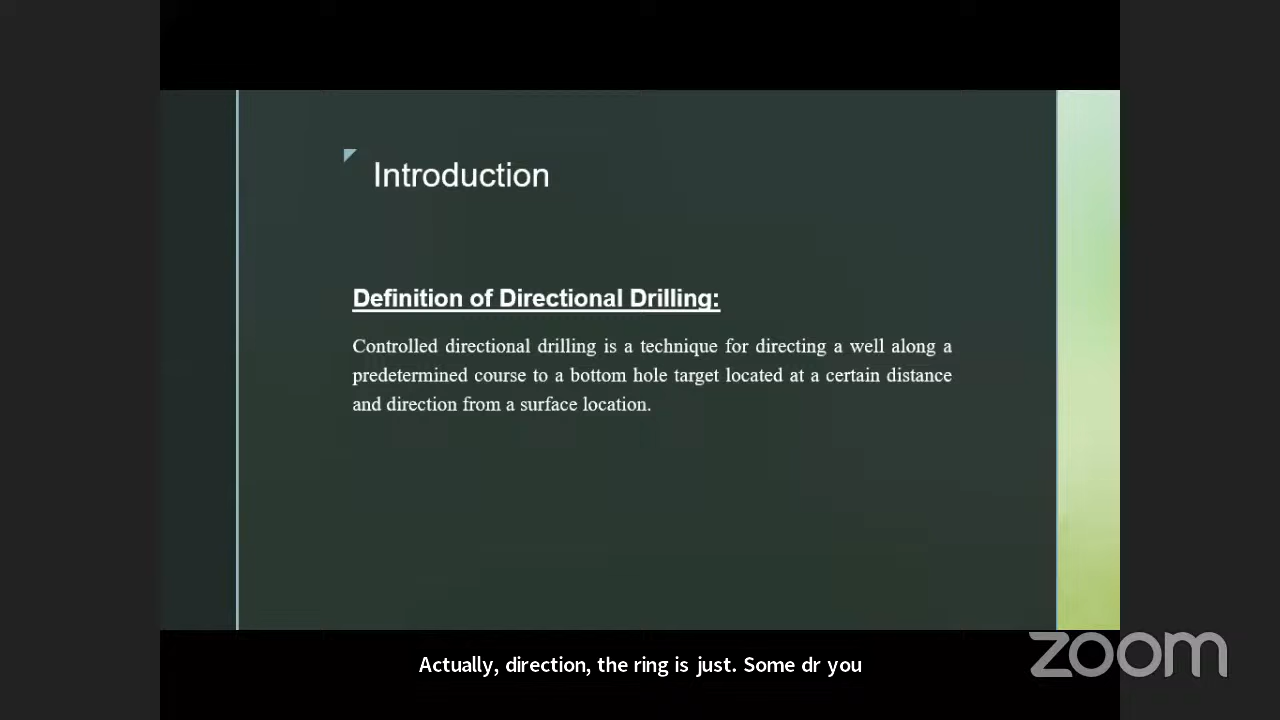 Introduction
Definition of Directional Drilling:
Controlled directional drilling is a technique for directing a well along a
predetermined course to a bottom hole target located at a certain distance
and direction from a surface location.
Actually, direction, the ring is just. Some dr you
zoom